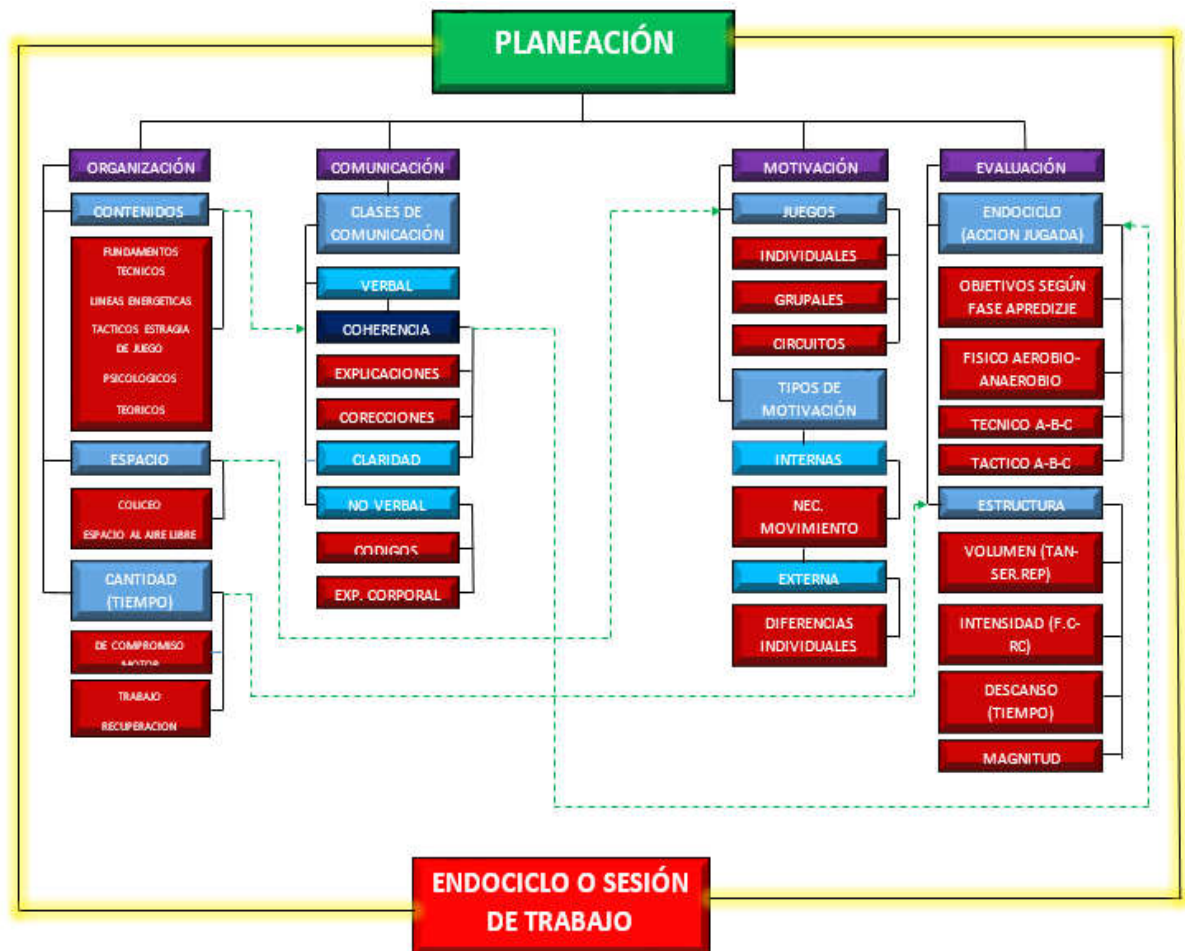 PLANEACIÓN
ORGANIZACIÓN
CONTENIDOS
FUNDAMENTOS
TECNICOS
LINEAS ENERGETICAS
TACTICOS ESTRAGIA
DE JUEGO
PSICOLOGICOS
TEORICOS
ESPACIO
COLICEO
ESPACIO AL AIRE LIBRE
CANTIDAD
(TIEMPO)
DE COMPROMISO
MOTOR
TRABAJO
RECUPERACION
COMUNICACIÓN
CLASES DE
COMUNICACIÓN
VERBAL
COHERENCIA
EXPLICACIONES
CORECCIONES
CLARIDAD
NO VERBAL
CODIGOS
EXP. CORPORAL
MOTIVACIÓN
JUEGOS
INDIVIDUALES
GRUPALES
CIRCUITOS
TIPOS DE
MOTIVACIÓN
INTERNAS
NEC.
MOVIMIENTO
EXTERNA
DIFERENCIAS
INDIVIDUALES
EVALUACIÓN
ENDOCICLO
(ACCION JUGADA)
OBJETIVOS SEGÚN
FASE APREDIZJE
FISICO AEROBIO-
ANAEROBIO
TECNICO A-B-C
TACTICO A-B-C
ESTRUCTURA
VOLUMEN (TAN-
SER.REP)
INTENSIDAD (F.C-
RC)
DESCANSO
(TIEMPO)
MAGNITUD
ENDOCICLO O SESIÓN
DE TRABAJO